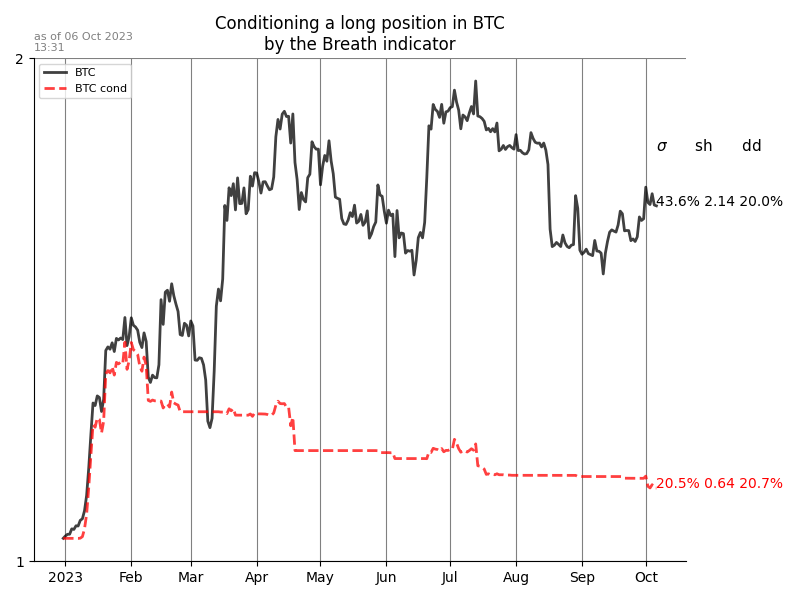 Conditioning a long position in BTC
by the Breath indicator
as of 06 Oct 2023
13:31
2
BTC
BTC cond
σ sh dd
43.6% 2.14 20.0%
20.5% 0.64 20.7%
1
2023 Feb Mar Apr May Jun Jul Aug Sep Oct